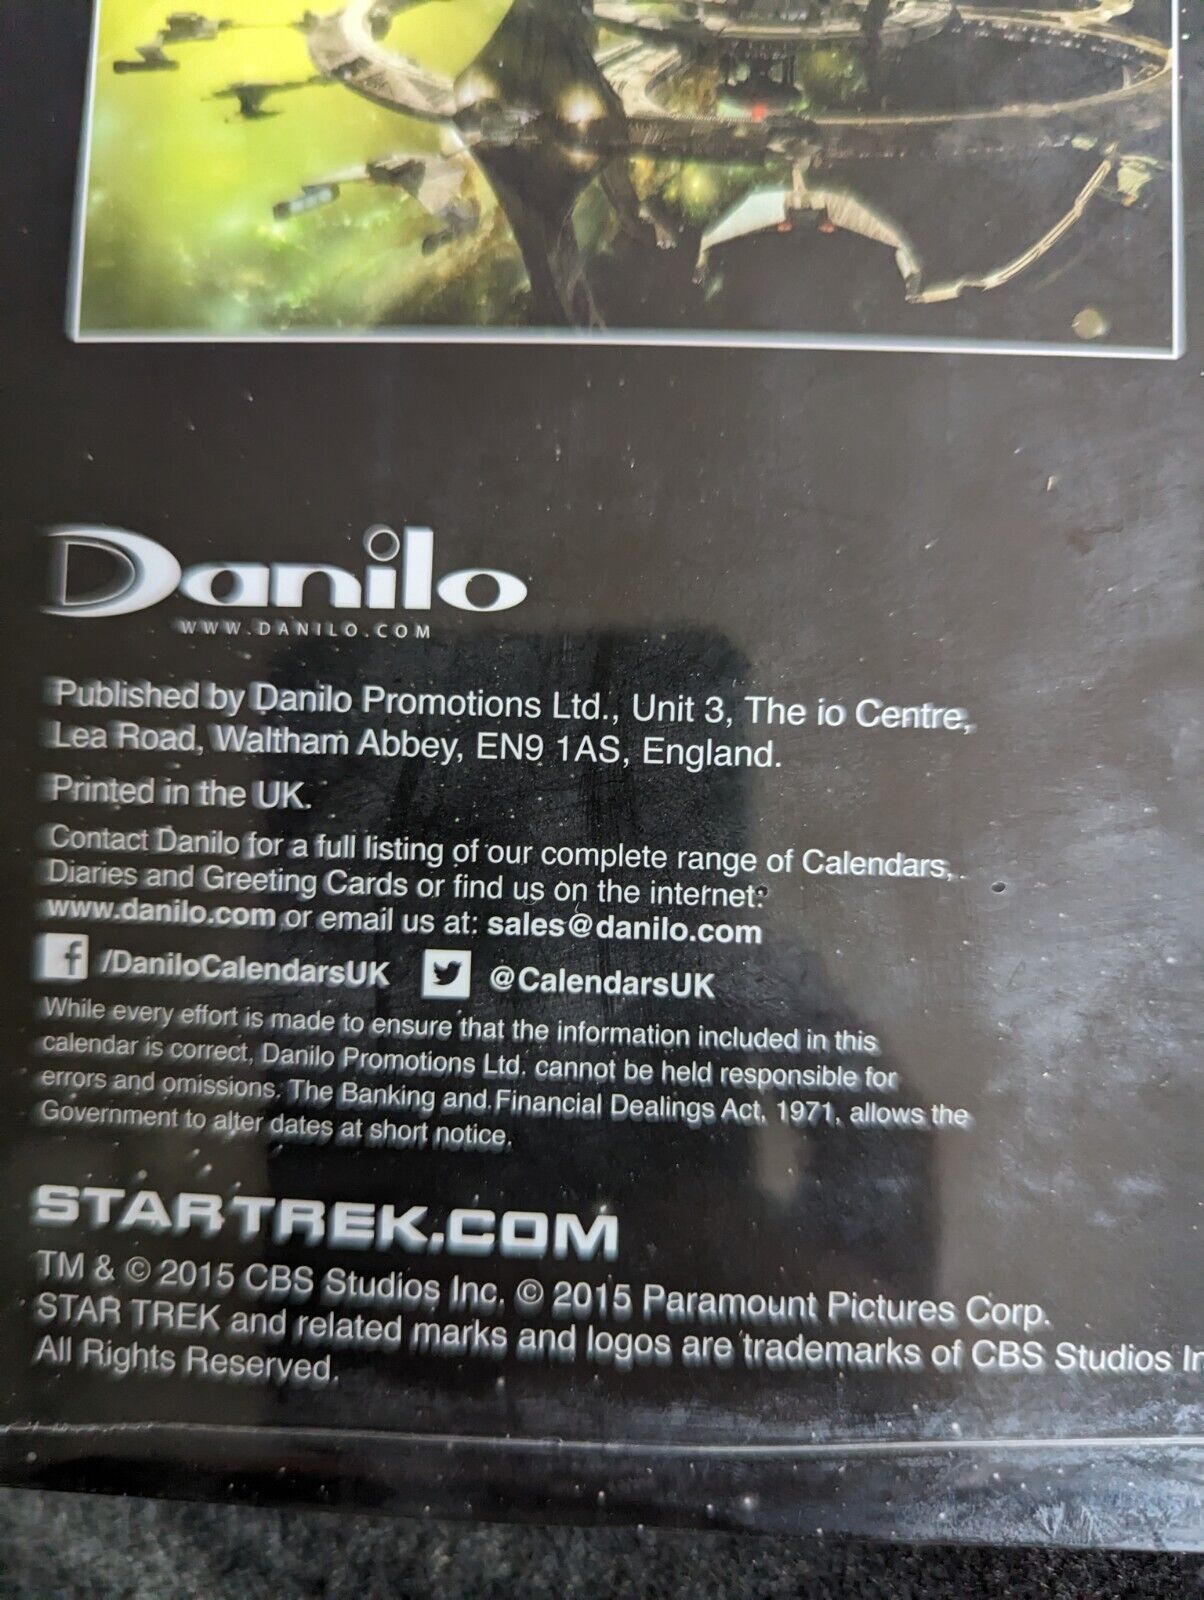 Danilo
WWW.DANILO.COM
Published by Danilo Promotions Ltd., Unit 3, The io Centre,
Lea Road, Waltham Abbey, EN9 1AS, England.
Printed in the UK.
Contact Danilo for a full listing of our complete range of Calendars,
Diaries and Greeting Cards or find us on the internet:
www.danilo.com or email us at: sales@danilo.com
f /DaniloCalendarsUK @CalendarsUK
While every effort is made to ensure that the information included in this
calendar is correct, Danilo Promotions Ltd. cannot be held responsible for
errors and omissions. The Banking and Financial Dealings Act, 1971, allows the
Government to alter dates at short notice.
STARTREK.COM
TM & © 2015 CBS Studios Inc. © 2015 Paramount Pictures Corp.
STAR TREK and related marks and logos are trademarks of CBS Studios In
All Rights Reserved.